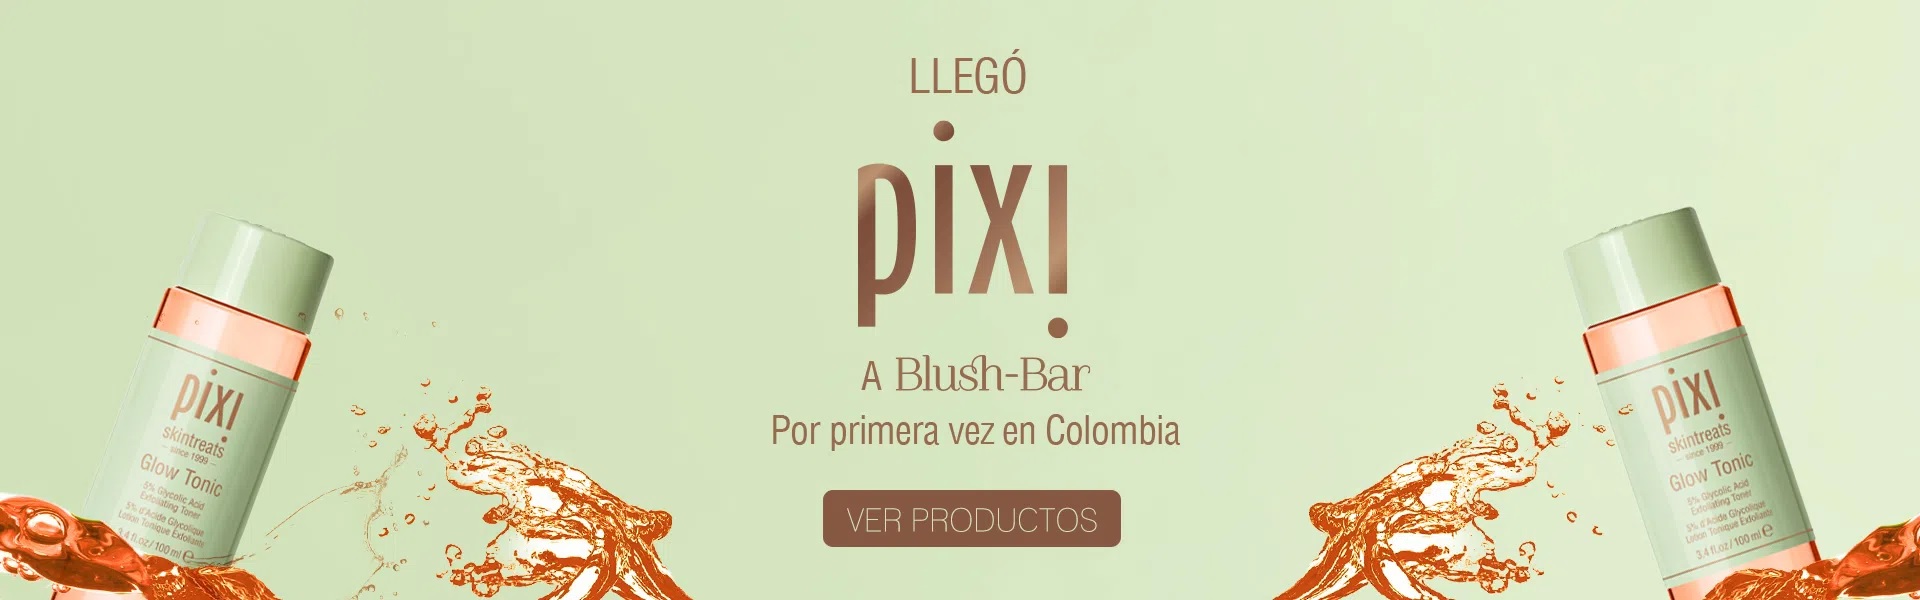 LLEGÓ
pixi
A Blush-Bar
Por primera vez en Colombia
VER PRODUCTOS
pixi
skintreats
– since 1999 –
Glow Tonic
5% Glycolic Acid
Exfoliating Toner
5% d'Acide Glycolique
Lotion Tonique Exfoliante
3.4 fl.oz/100 ml ℮
pixi
skintreats
– since 1999 –
Glow Tonic
5% Glycolic Acid
Exfoliating Toner
5% d'Acide Glycolique
Lotion Tonique Exfoliante
3.4 fl.oz/100 ml ℮